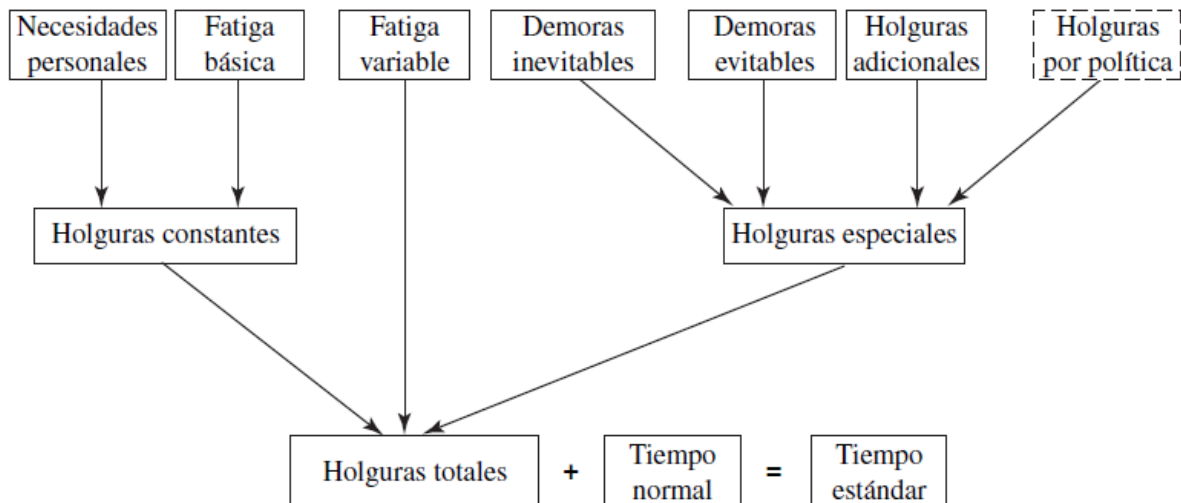 Necesidades
personales
Fatiga
básica
Fatiga
variable
Demoras
inevitables
Demoras
evitables
Holguras
adicionales
Holguras
por política
Holguras constantes
Holguras especiales
Holguras totales
+
Tiempo
normal
=
Tiempo
estándar